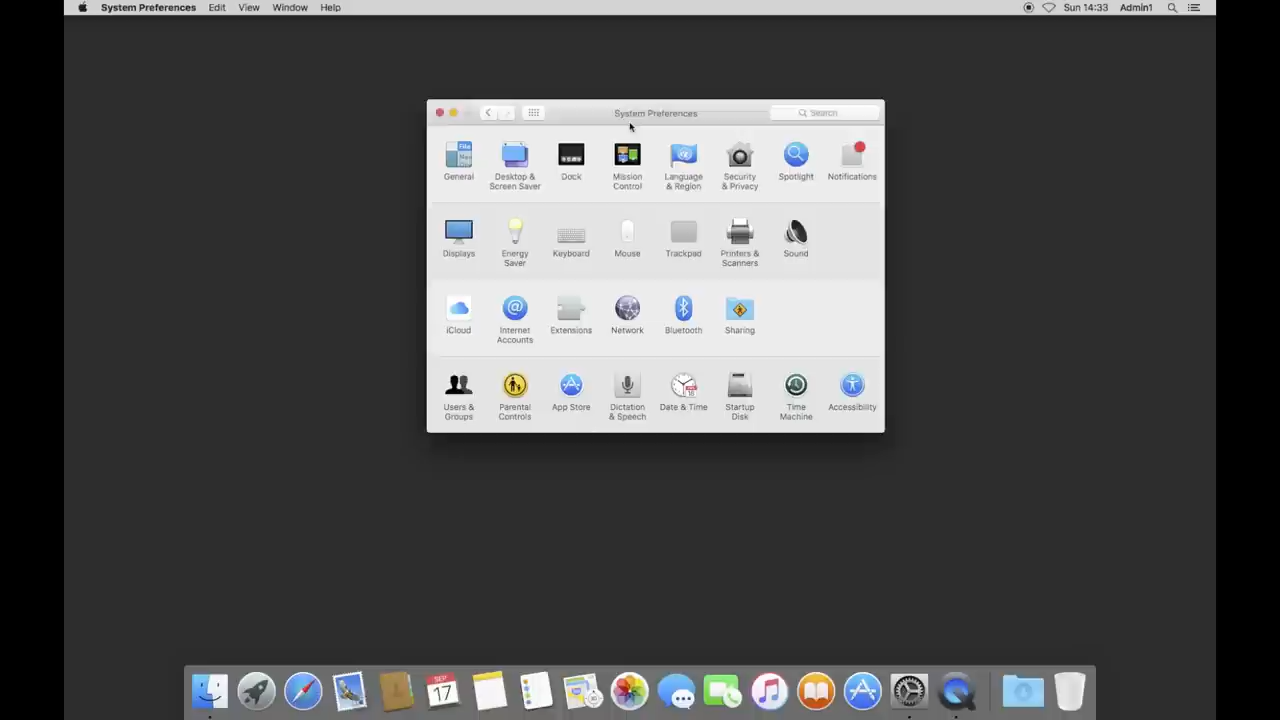 System Preferences Edit View Window Help Sun 14:33 Admin1
System Preferences
Search
General
Desktop &
Screen Saver
Dock
Mission
Control
Language
& Region
Security
& Privacy
Spotlight
Notifications
Displays
Energy
Saver
Keyboard
Mouse
Trackpad
Printers &
Scanners
Sound
iCloud
Internet
Accounts
Extensions
Network
Bluetooth
Sharing
Users &
Groups
Parental
Controls
App Store
Dictation
& Speech
Date & Time
Startup
Disk
Time
Machine
Accessibility
SEP
17